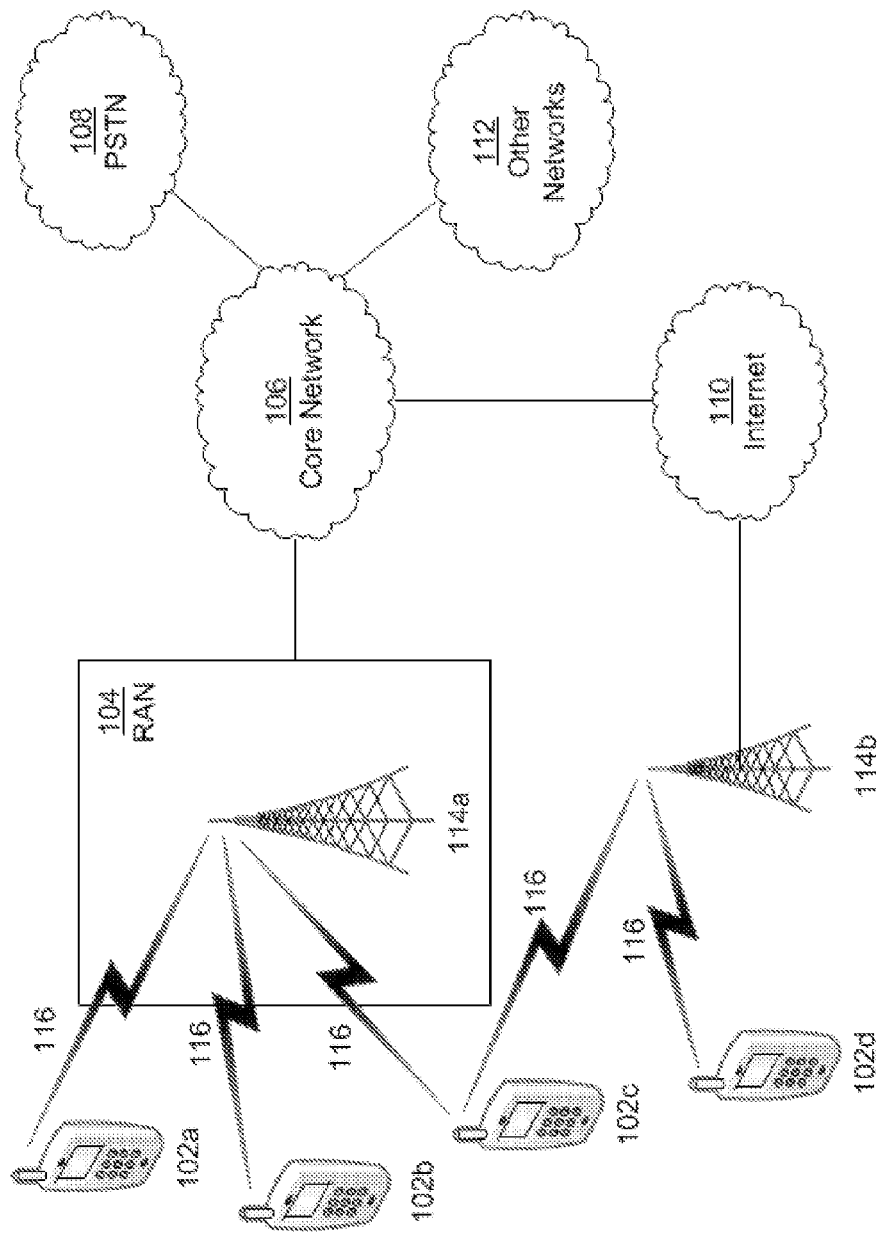 102a
116
104
RAN
114a
106
Core Network
108
PSTN
102b
116
116
112
Other
Networks
102c
116
116
110
Internet
102d
114b